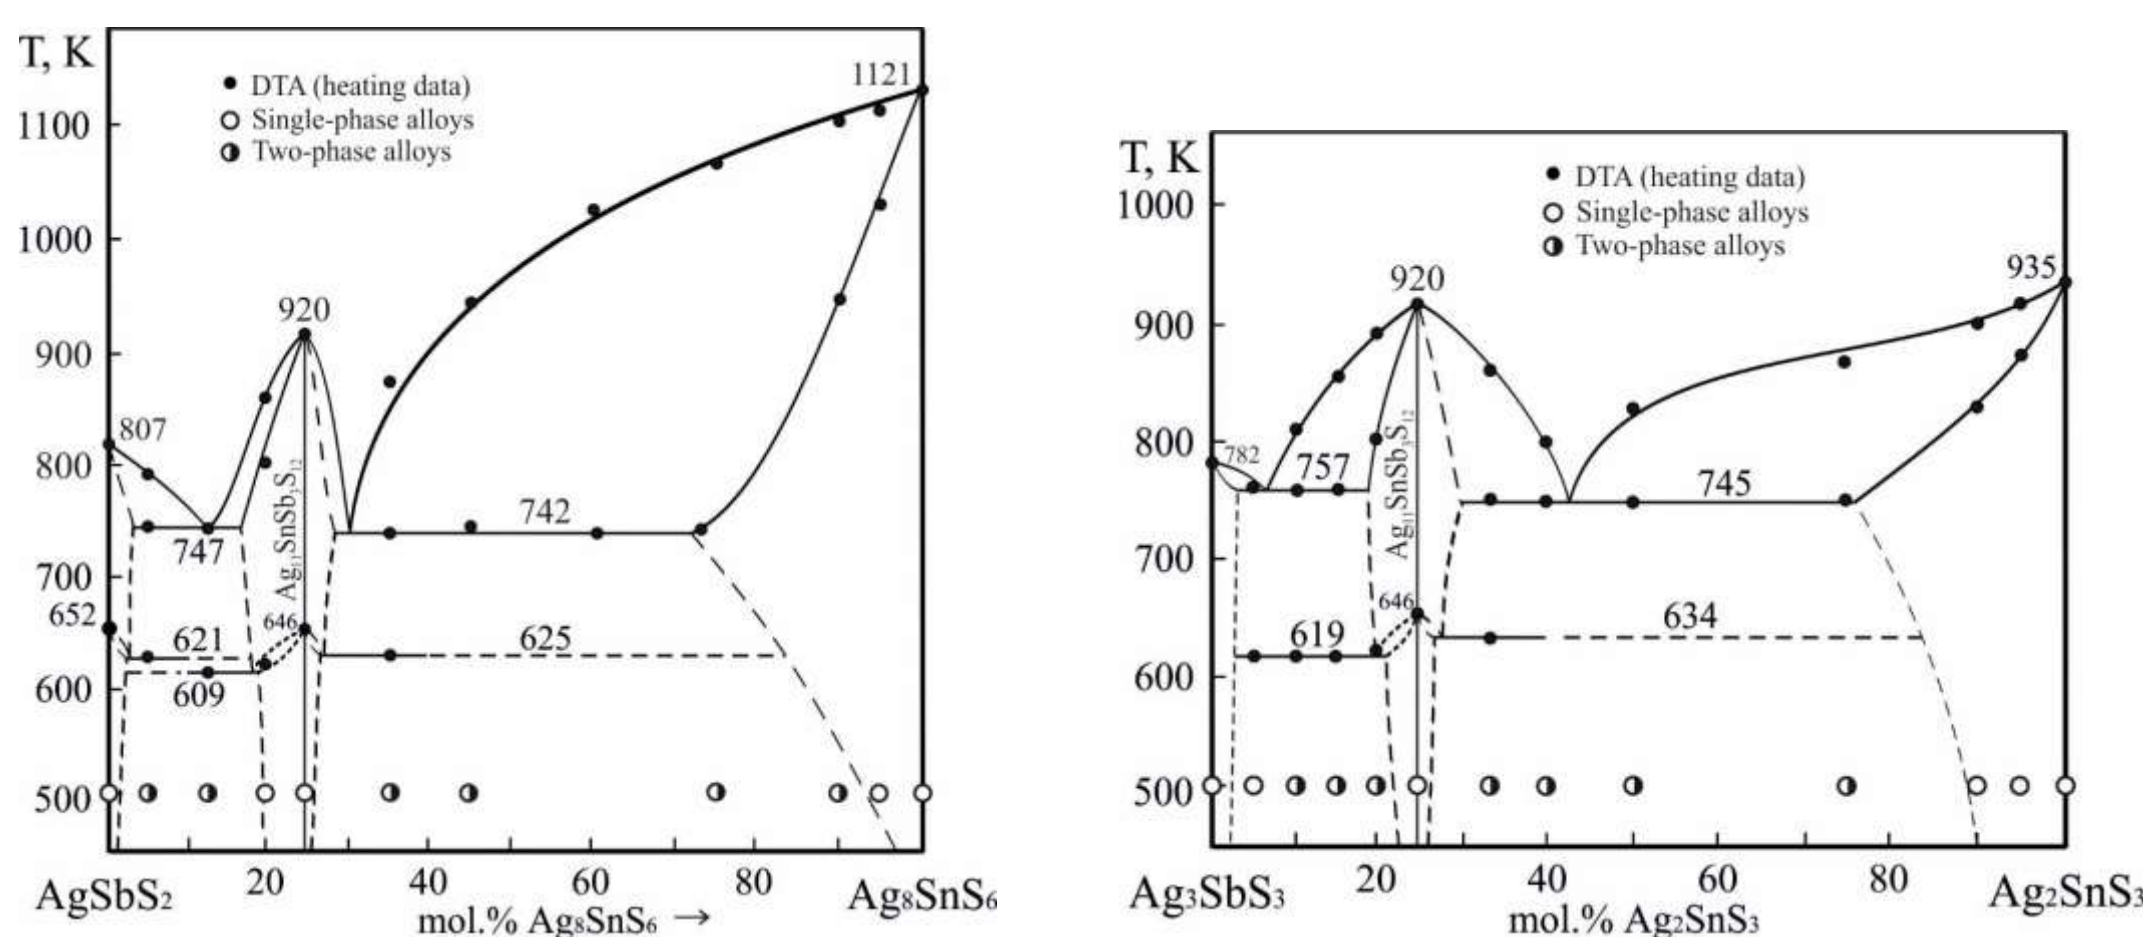 T, K
DTA (heating data)
Single-phase alloys
Two-phase alloys
1121
1100
1000
920
900
807
800
742
747
Ag₁₁SnSb₃S₁₂
700
652
646
621
625
609
600
500
20
40
60
80
AgSbS₂
Ag₈SnS₆
mol.% Ag₈SnS₆ →
T, K
DTA (heating data)
Single-phase alloys
Two-phase alloys
1000
935
920
900
800
782
757
745
Ag₁₁SnSb₃S₁₂
700
646
619
634
600
500
20
40
60
80
Ag₃SbS₃
Ag₂SnS₃
mol.% Ag₂SnS₃